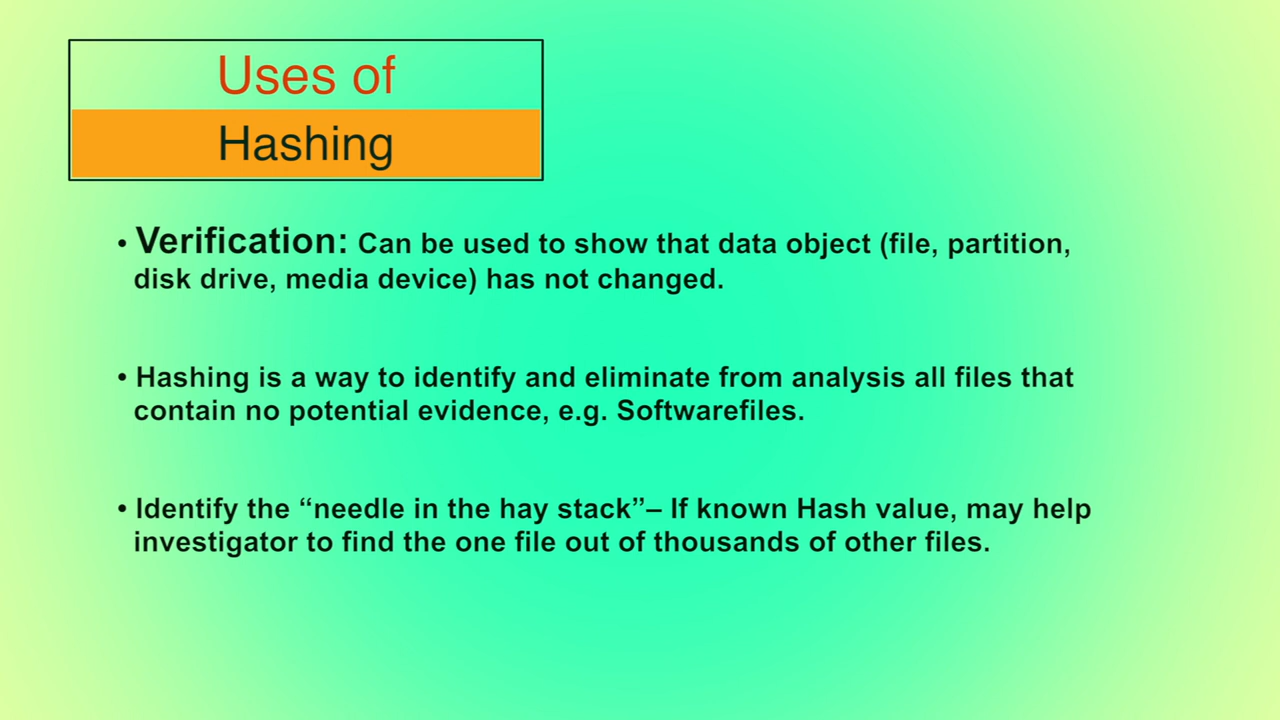 Uses of
Hashing
• Verification: Can be used to show that data object (file, partition,
disk drive, media device) has not changed.
• Hashing is a way to identify and eliminate from analysis all files that
contain no potential evidence, e.g. Softwarefiles.
• Identify the “needle in the hay stack”– If known Hash value, may help
investigator to find the one file out of thousands of other files.